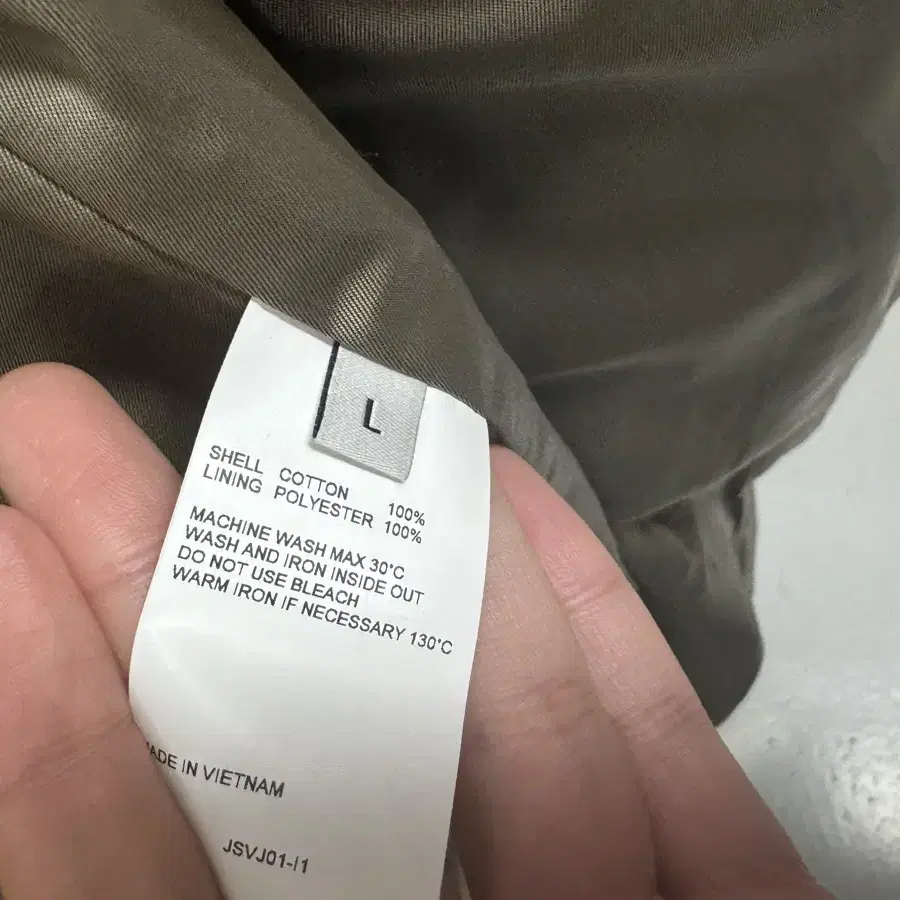 L
SHELL COTTON 100%
LINING POLYESTER 100%
MACHINE WASH MAX 30°C
WASH AND IRON INSIDE OUT
DO NOT USE BLEACH
WARM IRON IF NECESSARY 130°C
ADE IN VIETNAM
JSVJ01-I1